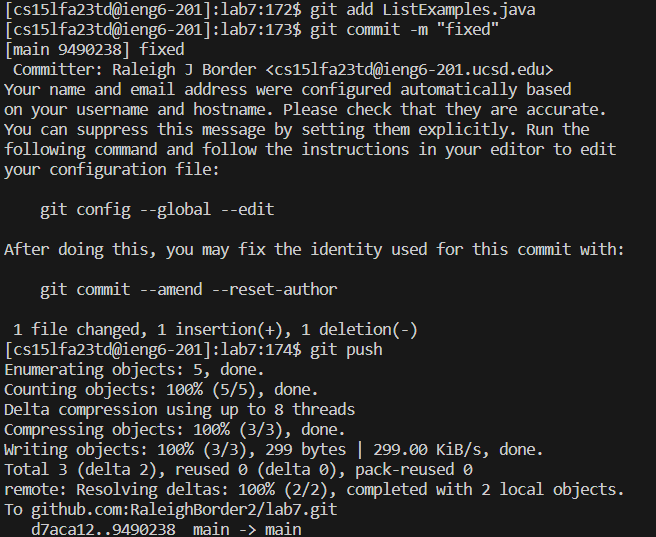 [cs15lfa23td@ieng6-201]:lab7:172$ git add ListExamples.java
[cs15lfa23td@ieng6-201]:lab7:173$ git commit -m "fixed"
[main 9490238] fixed
 Committer: Raleigh J Border <cs15lfa23td@ieng6-201.ucsd.edu>
Your name and email address were configured automatically based
on your username and hostname. Please check that they are accurate.
You can suppress this message by setting them explicitly. Run the
following command and follow the instructions in your editor to edit
your configuration file:

    git config --global --edit

After doing this, you may fix the identity used for this commit with:

    git commit --amend --reset-author

 1 file changed, 1 insertion(+), 1 deletion(-)
[cs15lfa23td@ieng6-201]:lab7:174$ git push
Enumerating objects: 5, done.
Counting objects: 100% (5/5), done.
Delta compression using up to 8 threads
Compressing objects: 100% (3/3), done.
Writing objects: 100% (3/3), 299 bytes | 299.00 KiB/s, done.
Total 3 (delta 2), reused 0 (delta 0), pack-reused 0
remote: Resolving deltas: 100% (2/2), completed with 2 local objects.
To github.com:RaleighBorder2/lab7.git
   d7aca12..9490238  main -> main